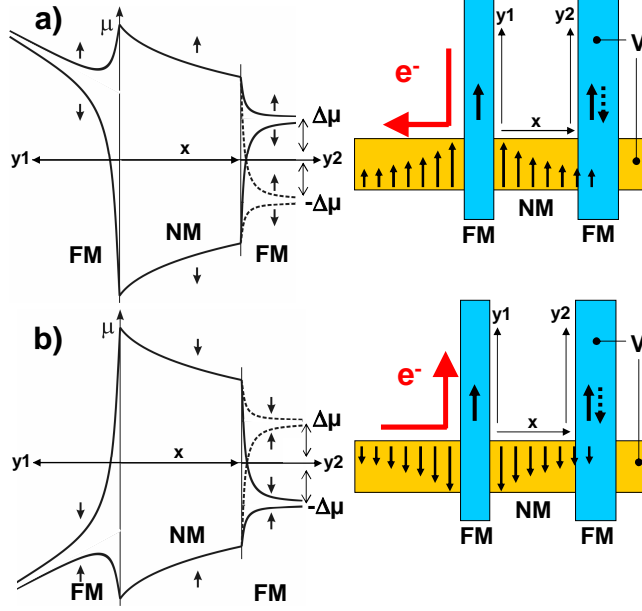 a)
μ
Δμ
y1
x
y2
-Δμ
FM
NM
FM
e-
y1
y2
V
x
NM
FM
FM
b)
μ
Δμ
y1
x
y2
-Δμ
FM
NM
FM
e-
y1
y2
V
x
NM
FM
FM